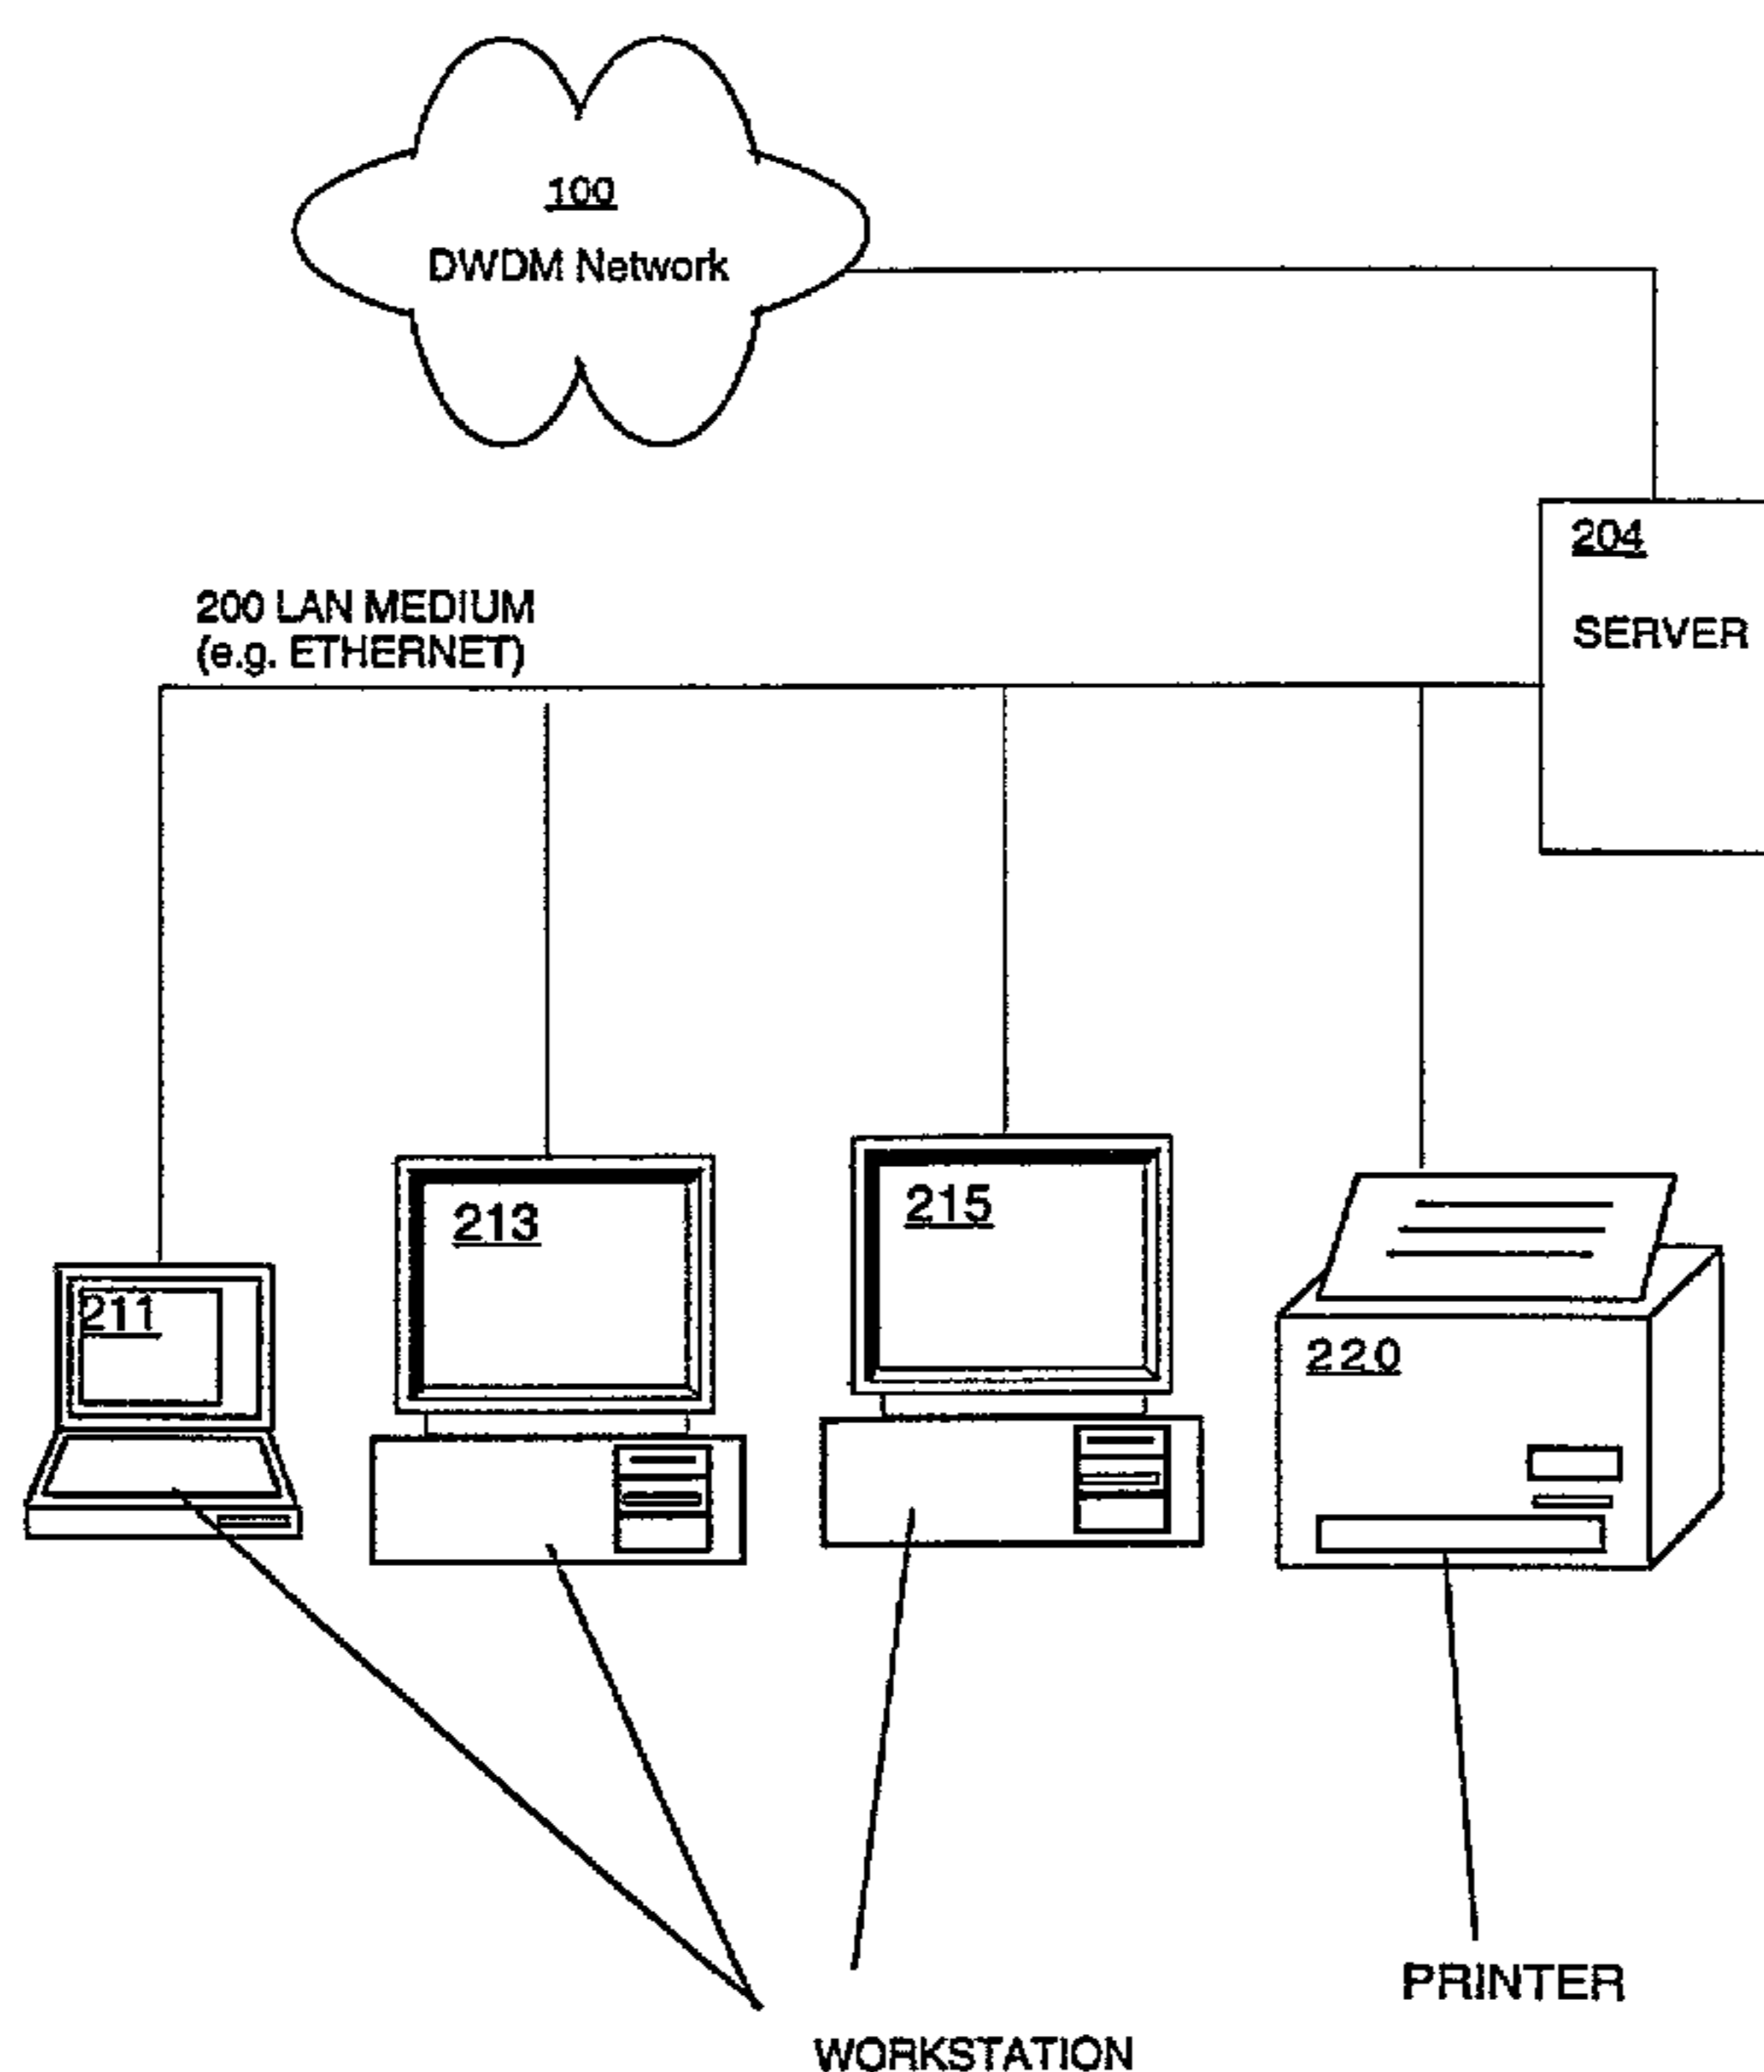 100
DWDM Network
204
SERVER
200 LAN MEDIUM
(e.g. ETHERNET)
211
213
215
220
PRINTER
WORKSTATION